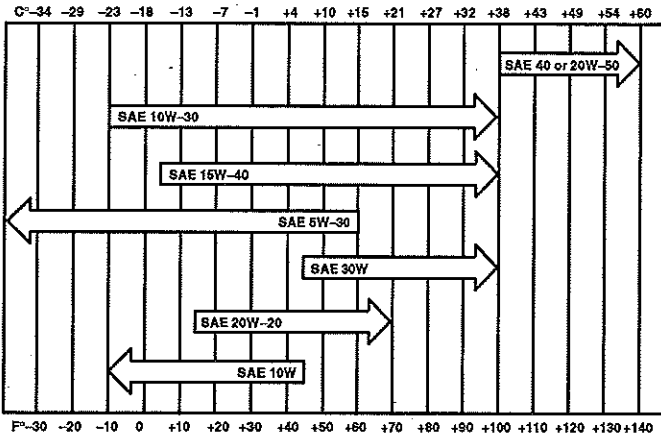 C°–34 –29 –23 –18 –13 –7 –1 +4 +10 +15 +21 +27 +32 +38 +43 +49 +54 +60
SAE 40 or 20W–50
SAE 10W–30
SAE 15W–40
SAE 5W–30
SAE 30W
SAE 20W–20
SAE 10W
F°–30 –20 –10 0 +10 +20 +30 +40 +50 +60 +70 +80 +90 +100 +110 +120 +130 +140